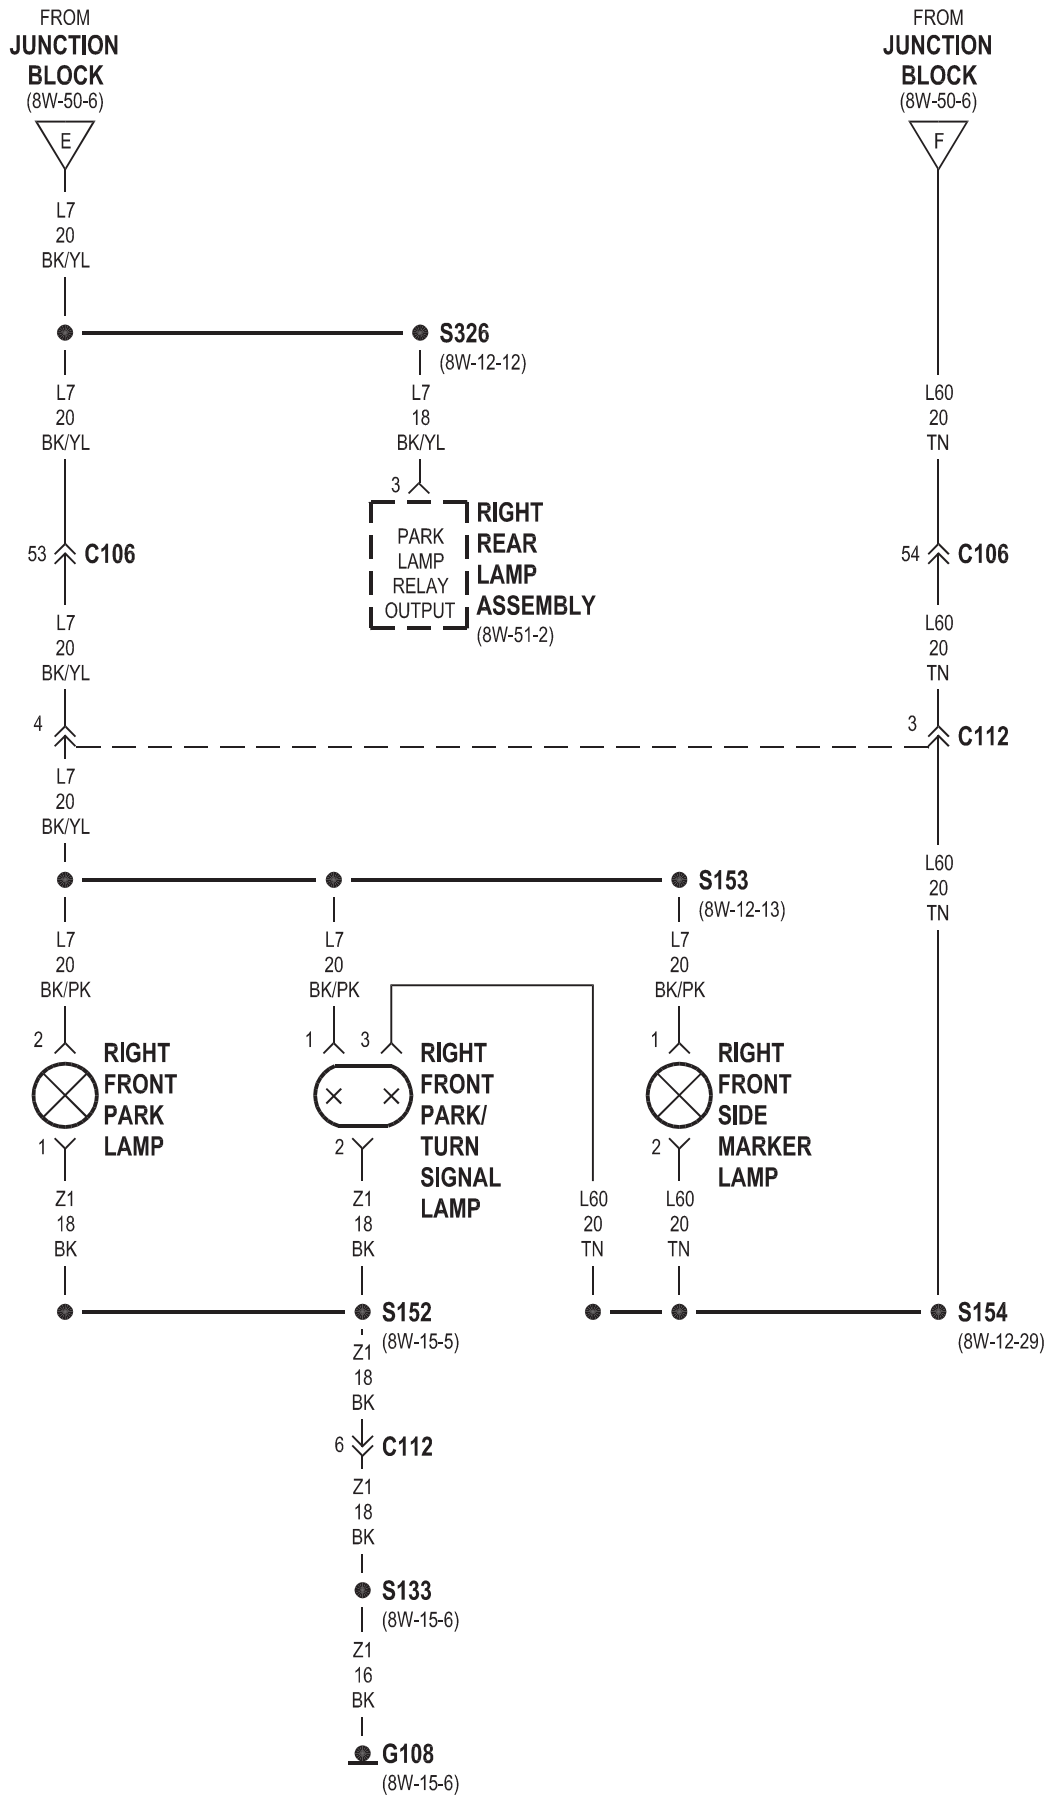 FROM
JUNCTION
BLOCK
(8W-50-6)
E
FROM
JUNCTION
BLOCK
(8W-50-6)
F
L7
20
BK/YL
S326
(8W-12-12)
L7
20
BK/YL
L7
18
BK/YL
L60
20
TN
3
PARK
LAMP
RELAY
OUTPUT
RIGHT
REAR
LAMP
ASSEMBLY
(8W-51-2)
53
C106
54
C106
L7
20
BK/YL
L60
20
TN
4
3
C112
L7
20
BK/YL
L60
20
TN
S153
(8W-12-13)
L7
20
BK/PK
L7
20
BK/PK
L7
20
BK/PK
2
RIGHT
FRONT
PARK
LAMP
1
1
3
RIGHT
FRONT
PARK/
TURN
SIGNAL
LAMP
2
1
RIGHT
FRONT
SIDE
MARKER
LAMP
2
Z1
18
BK
Z1
18
BK
L60
20
TN
L60
20
TN
S152
(8W-15-5)
S154
(8W-12-29)
Z1
18
BK
6
C112
Z1
18
BK
S133
(8W-15-6)
Z1
16
BK
G108
(8W-15-6)